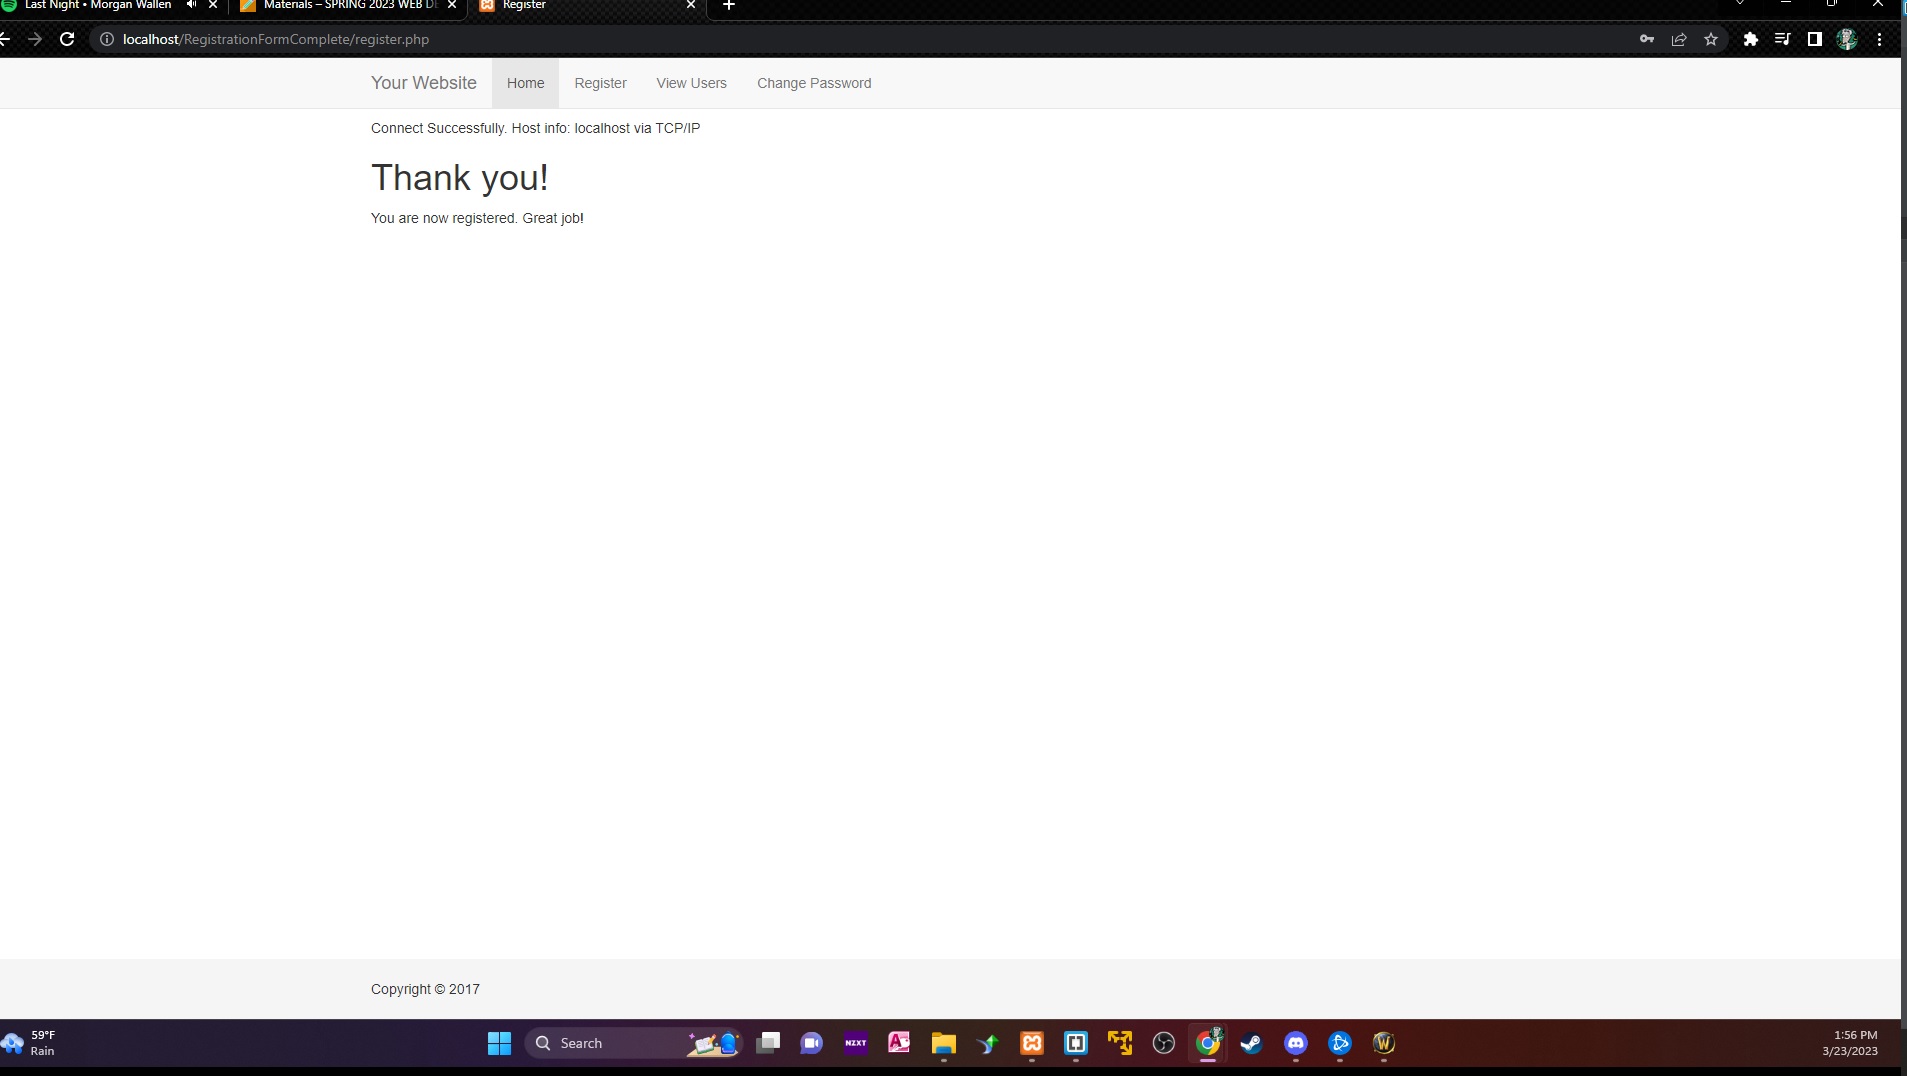 Last Night • Morgan Wallen
Materials – SPRING 2023 WEB DE
Register
localhost/RegistrationFormComplete/register.php
Your Website
Home
Register
View Users
Change Password
Connect Successfully. Host info: localhost via TCP/IP
Thank you!
You are now registered. Great job!
Copyright © 2017
59°F
Rain
Search
NZXT
1:56 PM
3/23/2023